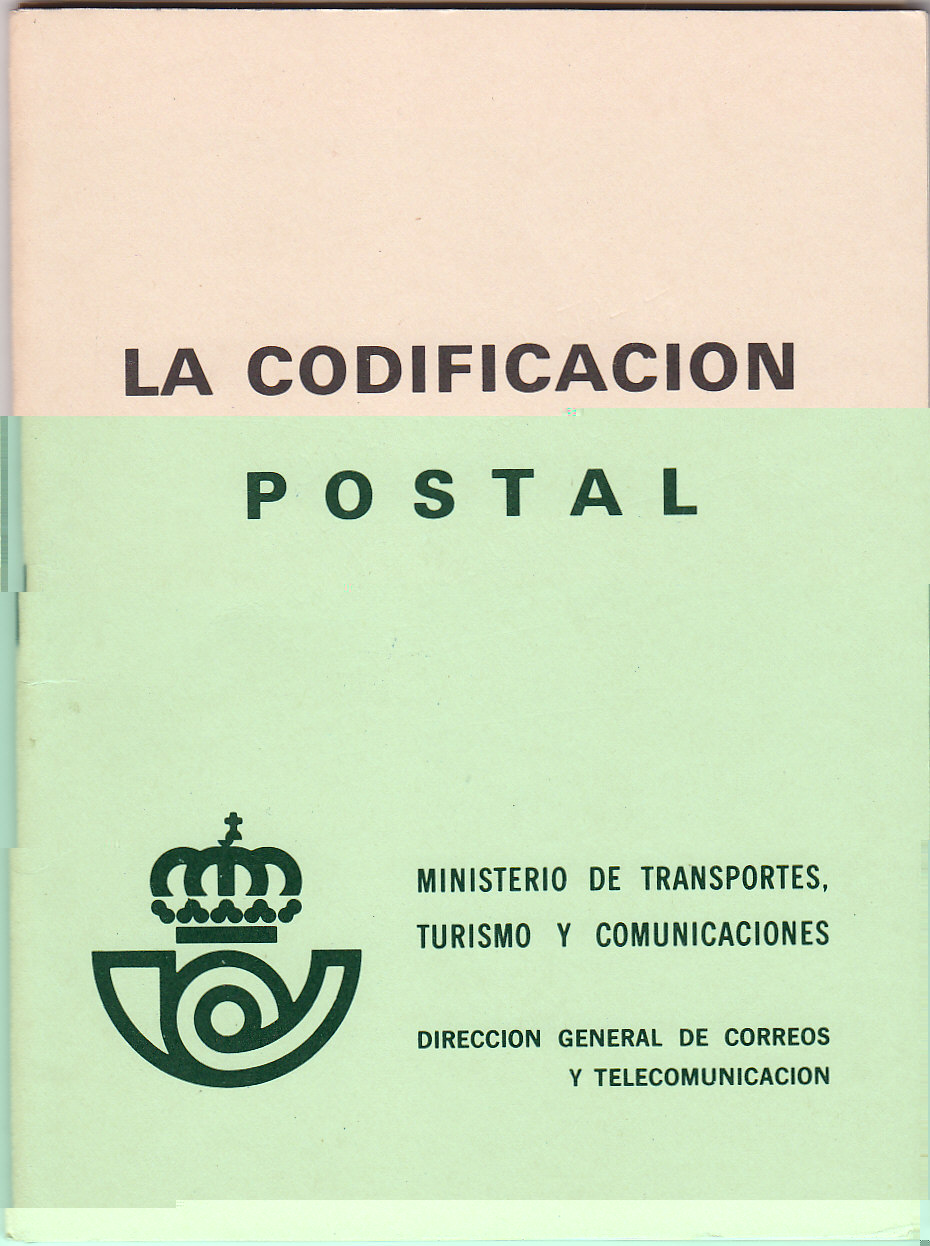 LA CODIFICACION
POSTAL
MINISTERIO DE TRANSPORTES,
TURISMO Y COMUNICACIONES
DIRECCION GENERAL DE CORREOS
Y TELECOMUNICACION